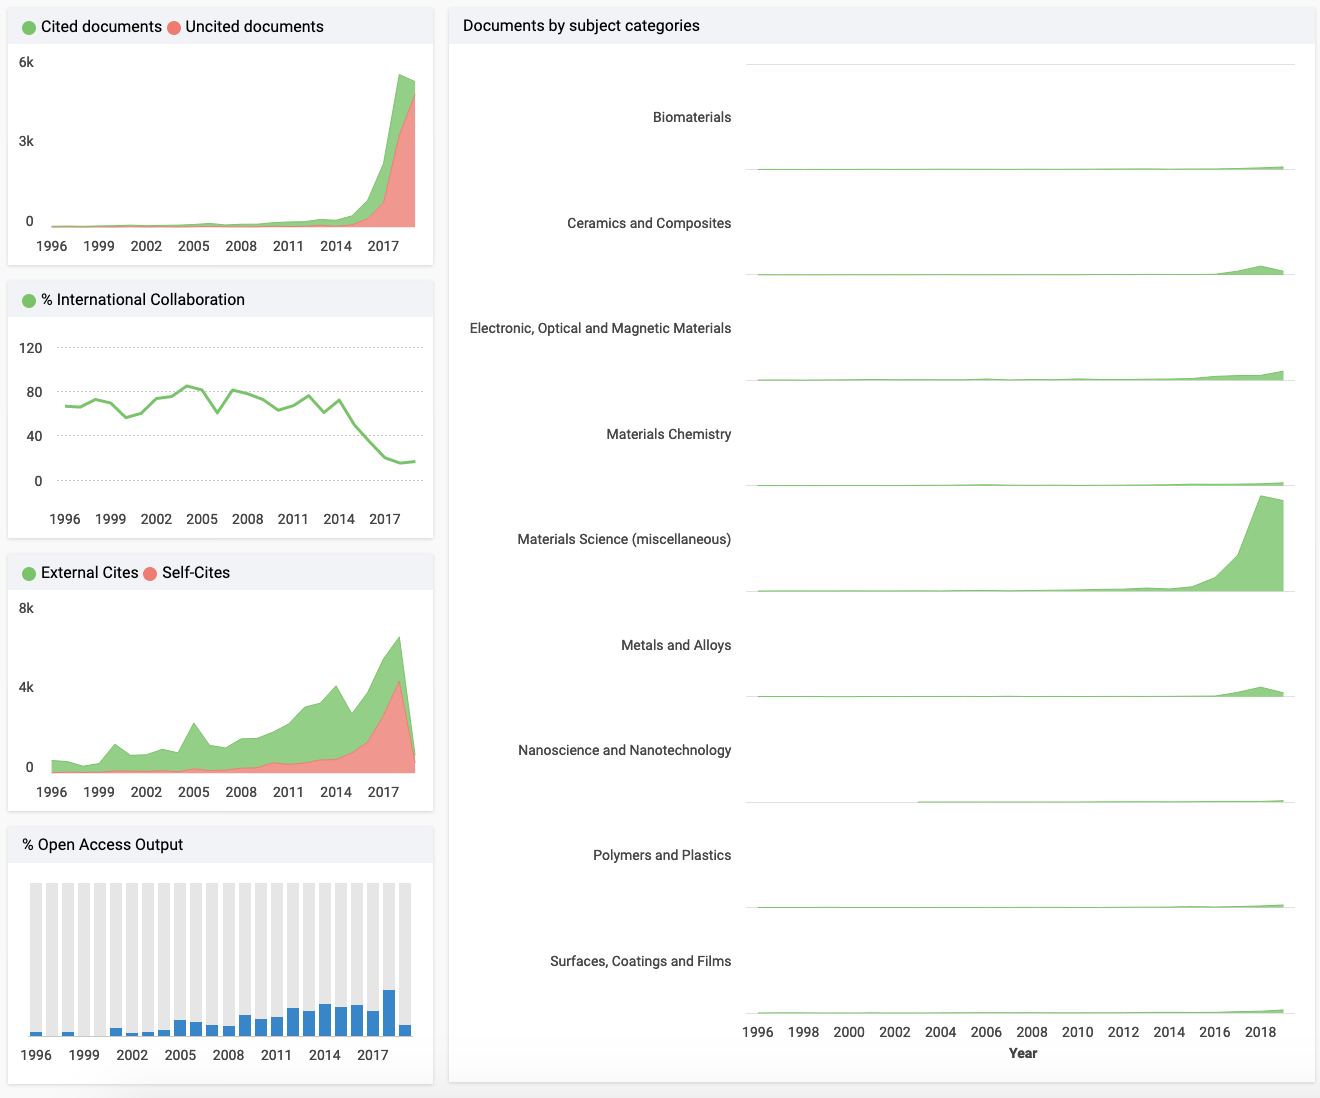 Cited documents Uncited documents
6k
3k
0
1996 1999 2002 2005 2008 2011 2014 2017
% International Collaboration
120
80
40
0
1996 1999 2002 2005 2008 2011 2014 2017
External Cites Self-Cites
8k
4k
0
1996 1999 2002 2005 2008 2011 2014 2017
% Open Access Output
1996 1999 2002 2005 2008 2011 2014 2017
Documents by subject categories
Biomaterials
Ceramics and Composites
Electronic, Optical and Magnetic Materials
Materials Chemistry
Materials Science (miscellaneous)
Metals and Alloys
Nanoscience and Nanotechnology
Polymers and Plastics
Surfaces, Coatings and Films
1996 1998 2000 2002 2004 2006 2008 2010 2012 2014 2016 2018
Year